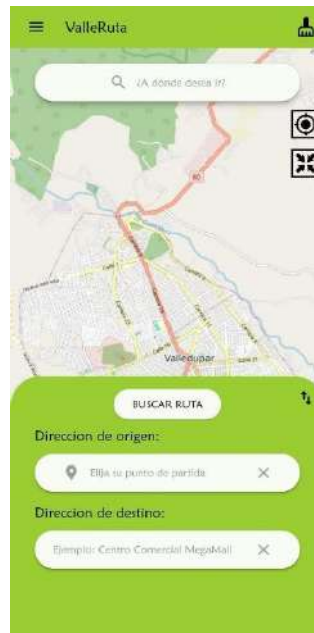 ValleRuta
¿A dónde desea ir?
80
Valledupar
BUSCAR RUTA
Direccion de origen:
Elija su punto de partida
Direccion de destino:
Ejemplo: Centro Comercial MegaMall